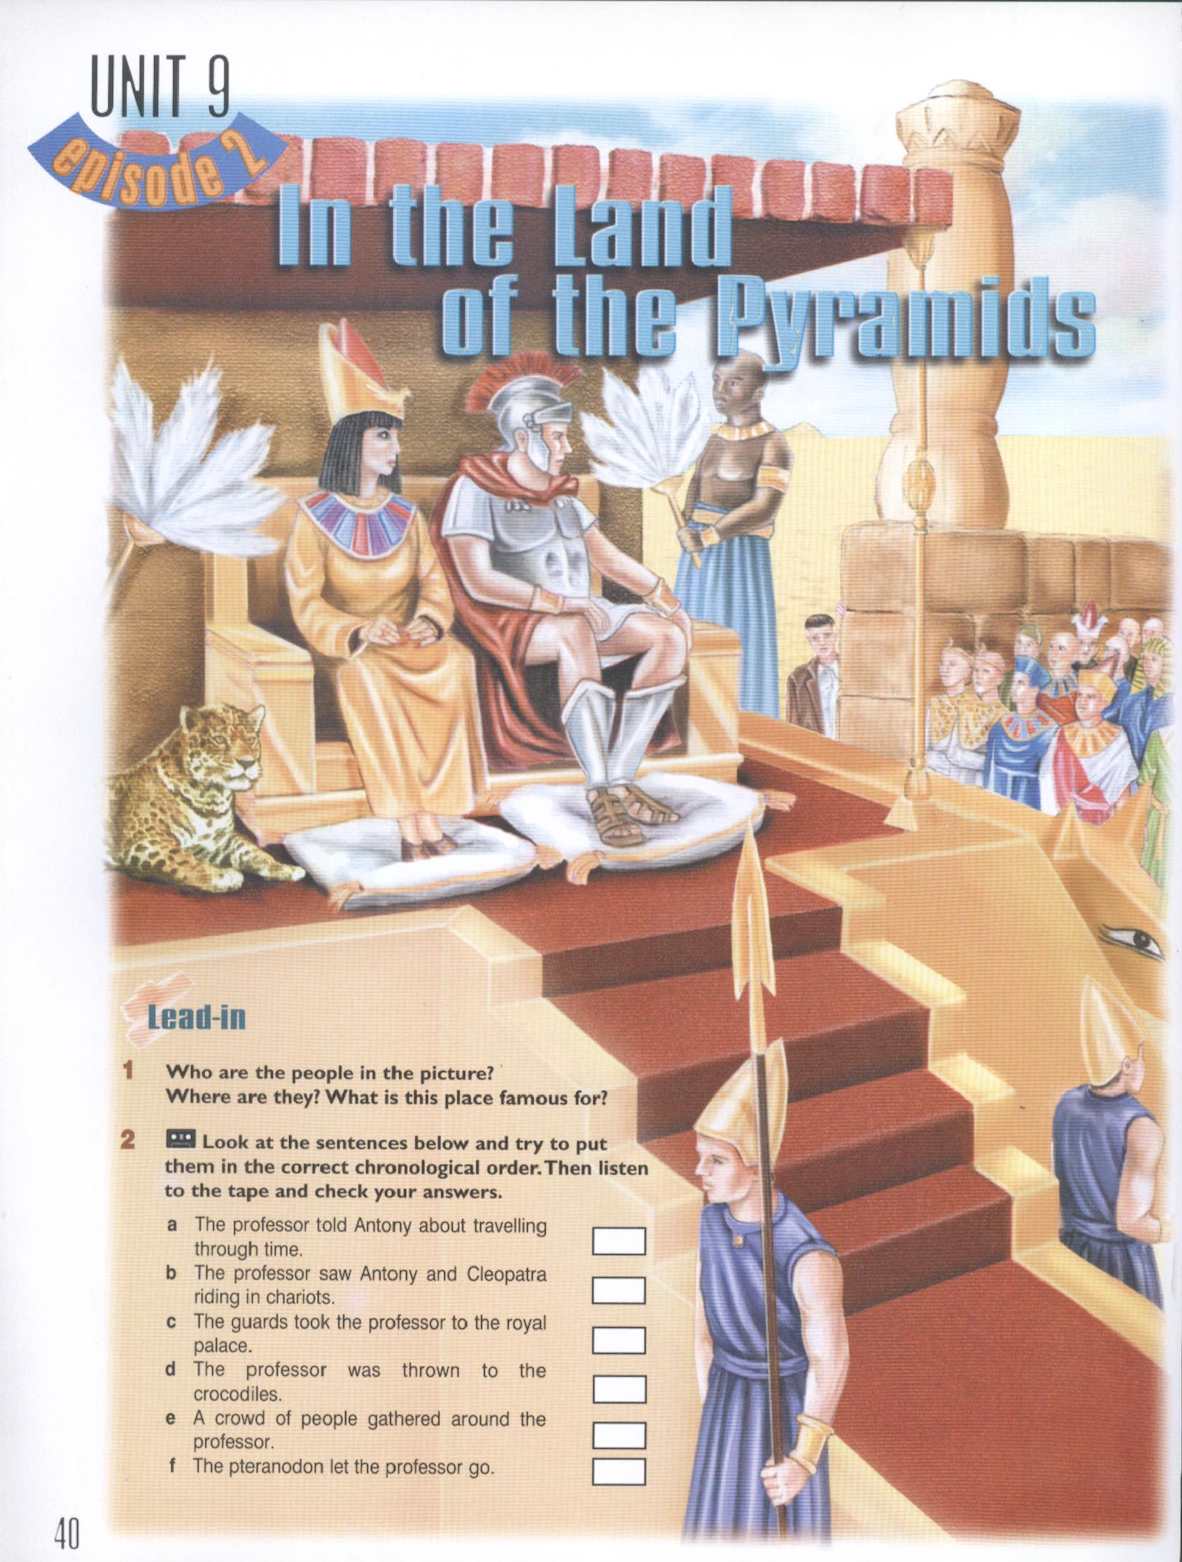 UNIT 9
episode 2
In the Land
of the Pyramids
Lead-in
1 Who are the people in the picture?
Where are they? What is this place famous for?
2 Look at the sentences below and try to put
them in the correct chronological order. Then listen
to the tape and check your answers.
a The professor told Antony about travelling
through time.
b The professor saw Antony and Cleopatra
riding in chariots.
c The guards took the professor to the royal
palace.
d The professor was thrown to the
crocodiles.
e A crowd of people gathered around the
professor.
f The pteranodon let the professor go.
40